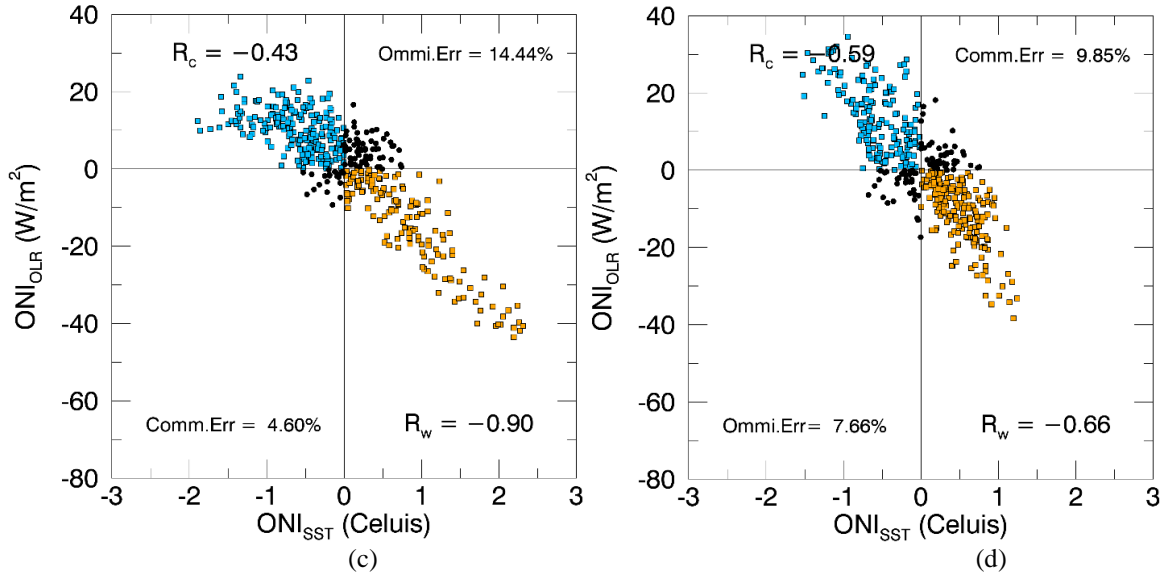 40
R_c = −0.43
Ommi.Err = 14.44%
20
0
-20
-40
-60
-80
ONI_OLR (W/m²)
Comm.Err = 4.60%
R_w = −0.90
-3 -2 -1 0 1 2 3
ONI_SST (Celuis)
(c)
40
R_c = −0.59
Comm.Err = 9.85%
20
0
-20
-40
-60
-80
ONI_OLR (W/m²)
Ommi.Err= 7.66%
R_w = −0.66
-3 -2 -1 0 1 2 3
ONI_SST (Celuis)
(d)